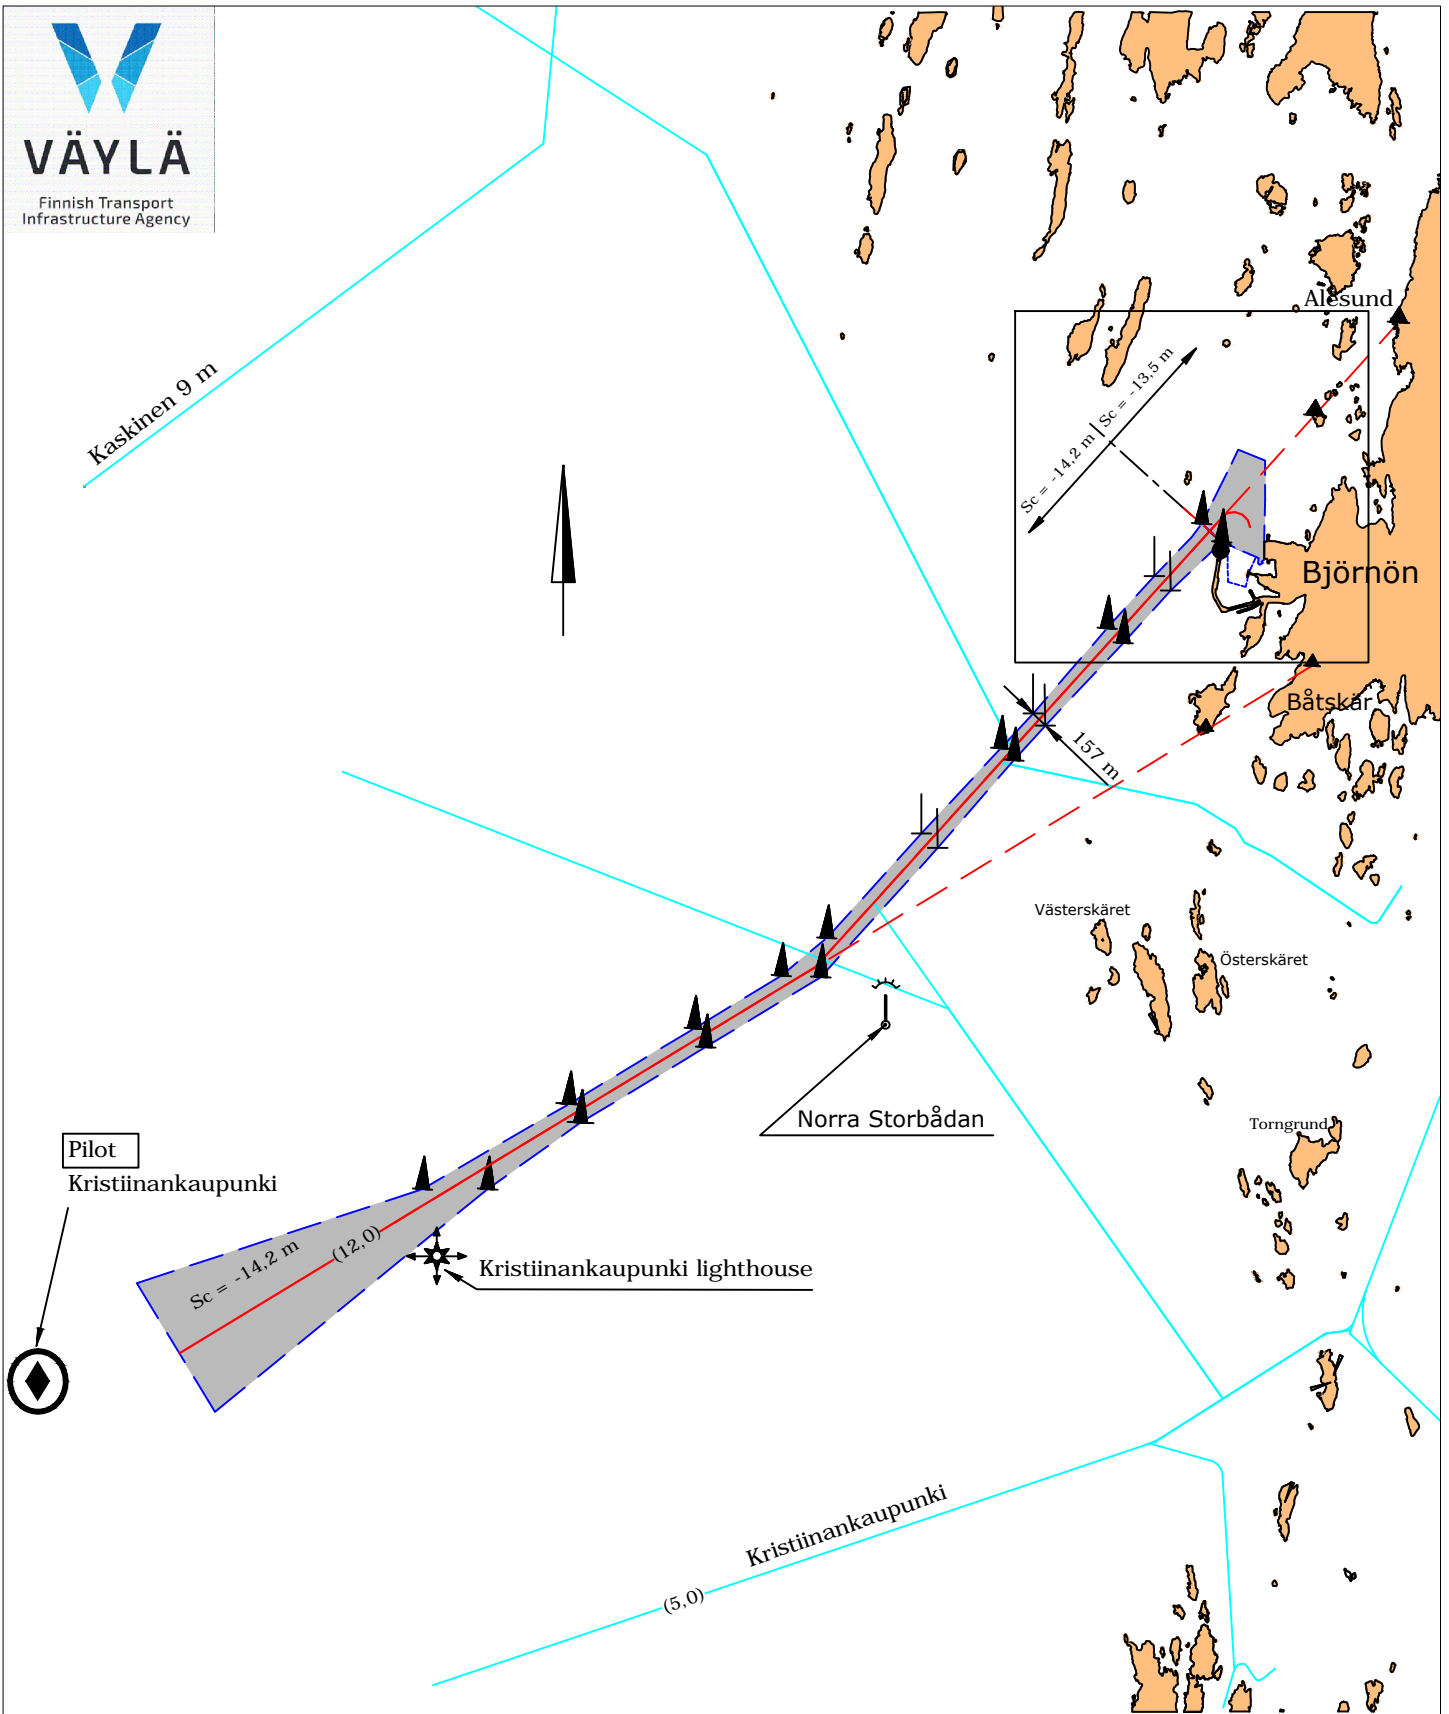 VÄYLÄ
Finnish Transport
Infrastructure Agency
Alesund
Kaskinen 9 m
Sc = -14,2 m
Sc = -13,5 m
Björnön
Båtskär
157 m
Västerskäret
Österskäret
Norra Storbådan
Torngrund
Pilot
Kristiinankaupunki
Sc = -14,2 m
(12,0)
Kristiinankaupunki lighthouse
Kristiinankaupunki
(5,0)